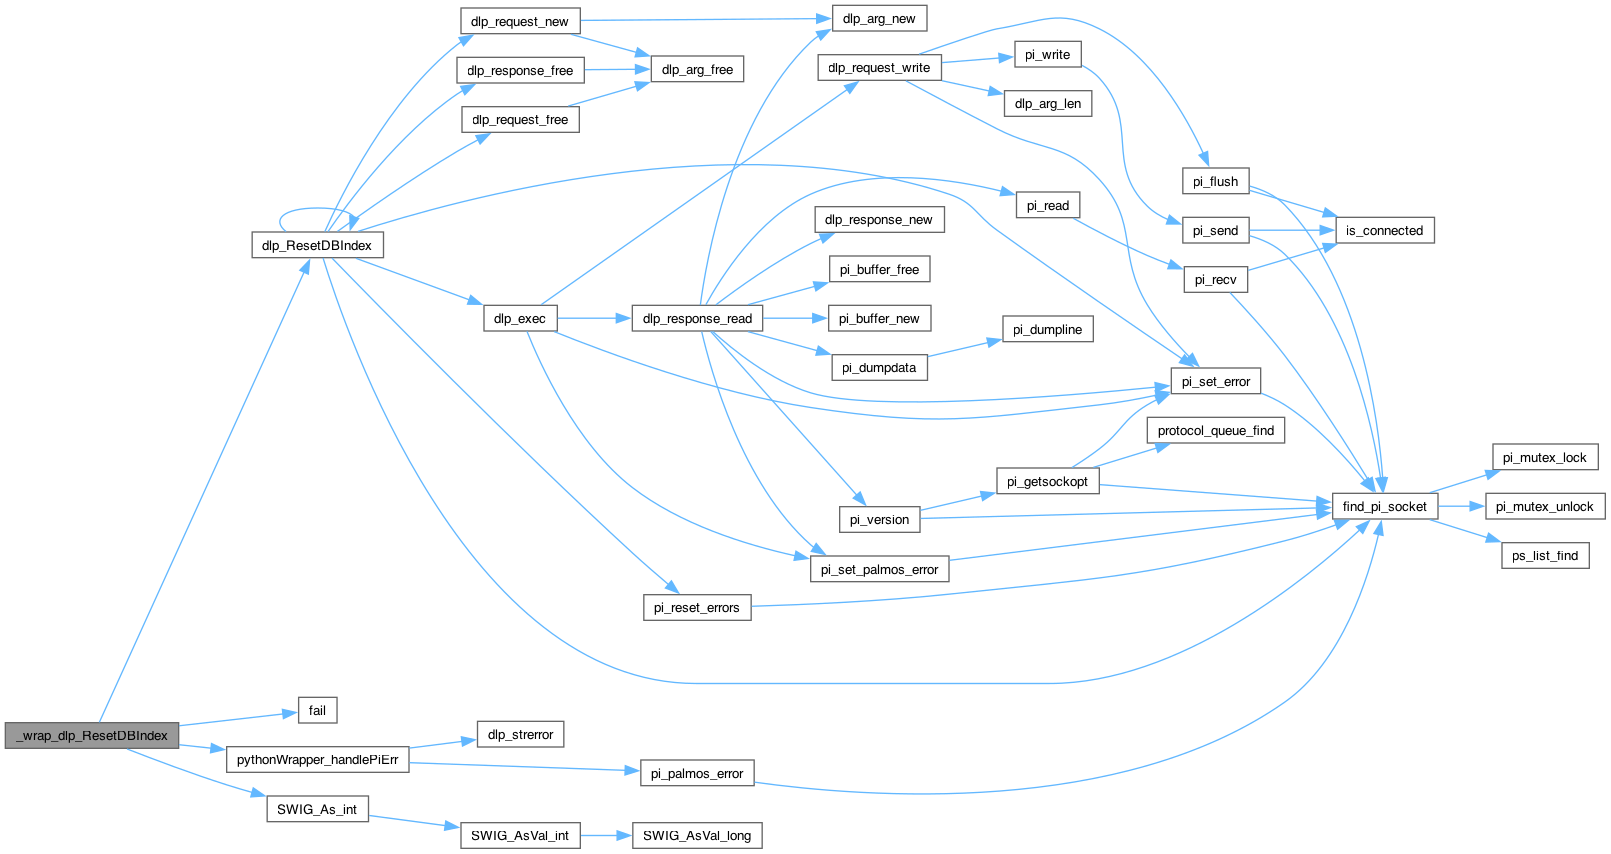 dlp_request_new
dlp_arg_new
dlp_response_free
dlp_arg_free
dlp_request_free
dlp_request_write
pi_write
dlp_arg_len
pi_flush
pi_send
is_connected
pi_read
pi_recv
dlp_ResetDBIndex
dlp_response_new
pi_buffer_free
dlp_exec
dlp_response_read
pi_buffer_new
pi_dumpline
pi_dumpdata
pi_set_error
protocol_queue_find
pi_getsockopt
pi_version
find_pi_socket
pi_mutex_lock
pi_mutex_unlock
ps_list_find
pi_set_palmos_error
pi_reset_errors
fail
_wrap_dlp_ResetDBIndex
dlp_strerror
pythonWrapper_handlePiErr
pi_palmos_error
SWIG_As_int
SWIG_AsVal_int
SWIG_AsVal_long